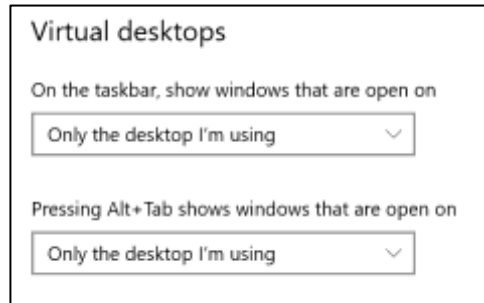 Virtual desktops
On the taskbar, show windows that are open on
Only the desktop I'm using
Pressing Alt+Tab shows windows that are open on
Only the desktop I'm using